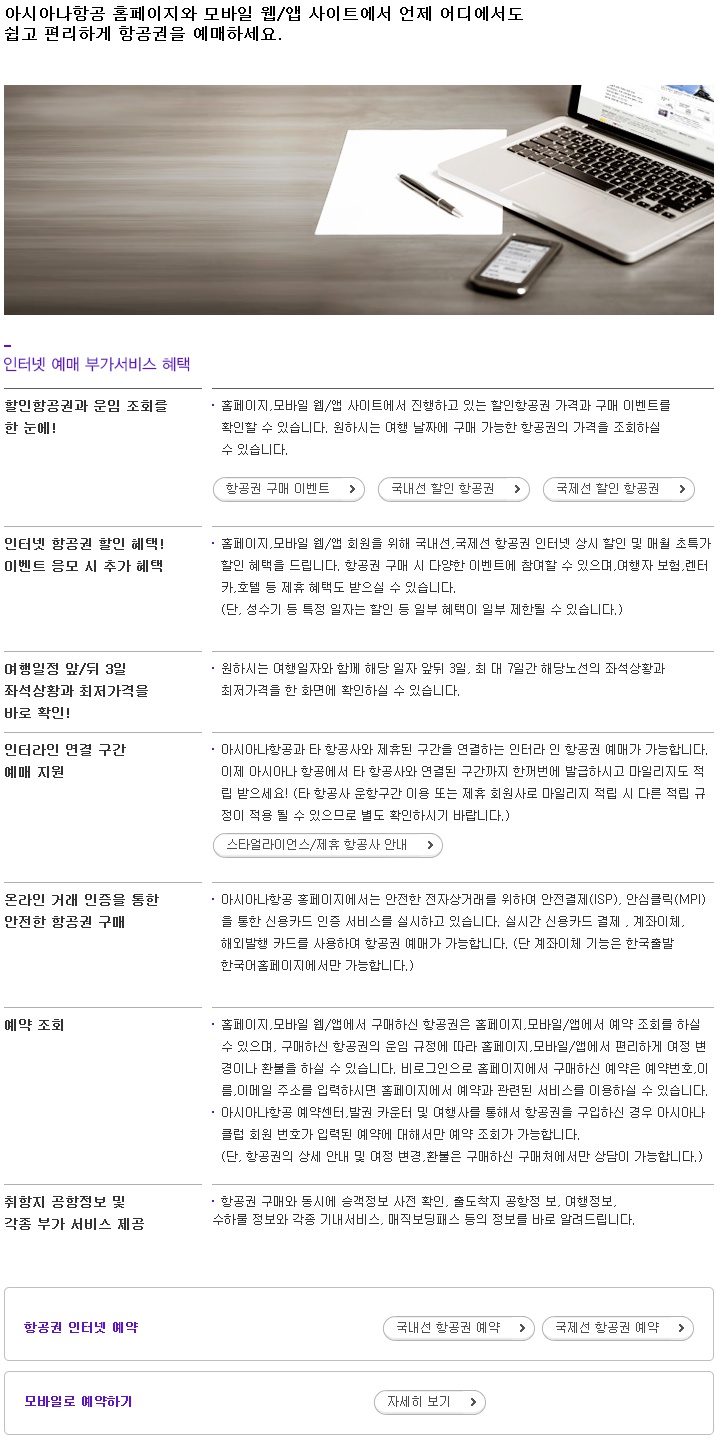 아시아나항공 홈페이지와 모바일 웹/앱 사이트에서 언제 어디에서도
쉽고 편리하게 항공권을 예매하세요.
인터넷 예매 부가서비스 혜택
할인항공권과 운임 조회를
한 눈에!
· 홈페이지,모바일 웹/앱 사이트에서 진행하고 있는 할인항공권 가격과 구매 이벤트를
확인할 수 있습니다. 원하시는 여행 날짜에 구매 가능한 항공권의 가격을 조회하실
수 있습니다.
항공권 구매 이벤트
국내선 할인 항공권
국제선 할인 항공권
인터넷 항공권 할인 혜택!
이벤트 응모 시 추가 혜택
· 홈페이지,모바일 웹/앱 회원을 위해 국내선,국제선 항공권 인터넷 상시 할인 및 매월 초특가
할인 혜택을 드립니다. 항공권 구매 시 다양한 이벤트에 참여할 수 있으며,여행자 보험,렌터
카,호텔 등 제휴 혜택도 받으실 수 있습니다.
(단, 성수기 등 특정 일자는 할인 등 일부 혜택이 일부 제한될 수 있습니다.)
여행일정 앞/뒤 3일
좌석상황과 최저가격을
바로 확인!
· 원하시는 여행일자와 함께 해당 일자 앞뒤 3일, 최 대 7일간 해당노선의 좌석상황과
최저가격을 한 화면에 확인하실 수 있습니다.
인터라인 연결 구간
예매 지원
· 아시아나항공과 타 항공사와 제휴된 구간을 연결하는 인터라 인 항공권 예매가 가능합니다.
이제 아시아나 항공에서 타 항공사와 연결된 구간까지 한꺼번에 발급하시고 마일리지도 적
립 받으세요! (타 항공사 운항구간 이용 또는 제휴 회원사로 마일리지 적립 시 다른 적립 규
정이 적용 될 수 있으므로 별도 확인하시기 바랍니다.)
스타얼라이언스/제휴 항공사 안내
온라인 거래 인증을 통한
안전한 항공권 구매
· 아시아나항공 홈페이지에서는 안전한 전자상거래를 위하여 안전결제(ISP), 안심클릭(MPI)
을 통한 신용카드 인증 서비스를 실시하고 있습니다. 실시간 신용카드 결제 , 계좌이체,
해외발행 카드를 사용하여 항공권 예매가 가능합니다. (단 계좌이체 기능은 한국출발
한국어홈페이지에서만 가능합니다.)
예약 조회
· 홈페이지,모바일 웹/앱에서 구매하신 항공권은 홈페이지,모바일/앱에서 예약 조회를 하실
수 있으며, 구매하신 항공권의 운임 규정에 따라 홈페이지,모바일/앱에서 편리하게 여정 변
경이나 환불을 하실 수 있습니다. 비로그인으로 홈페이지에서 구매하신 예약은 예약번호,이
름,이메일 주소를 입력하시면 홈페이지에서 예약과 관련된 서비스를 이용하실 수 있습니다.
· 아시아나항공 예약센터,발권 카운터 및 여행사를 통해서 항공권을 구입하신 경우 아시아나
클럽 회원 번호가 입력된 예약에 대해서만 예약 조회가 가능합니다.
(단, 항공권의 상세 안내 및 여정 변경,환불은 구매하신 구매처에서만 상담이 가능합니다.)
취항지 공항정보 및
각종 부가 서비스 제공
· 항공권 구매와 동시에 승객정보 사전 확인, 출도착지 공항정 보, 여행정보,
수하물 정보와 각종 기내서비스, 매직보딩패스 등의 정보를 바로 알려드립니다.
항공권 인터넷 예약
국내선 항공권 예약
국제선 항공권 예약
모바일로 예약하기
자세히 보기